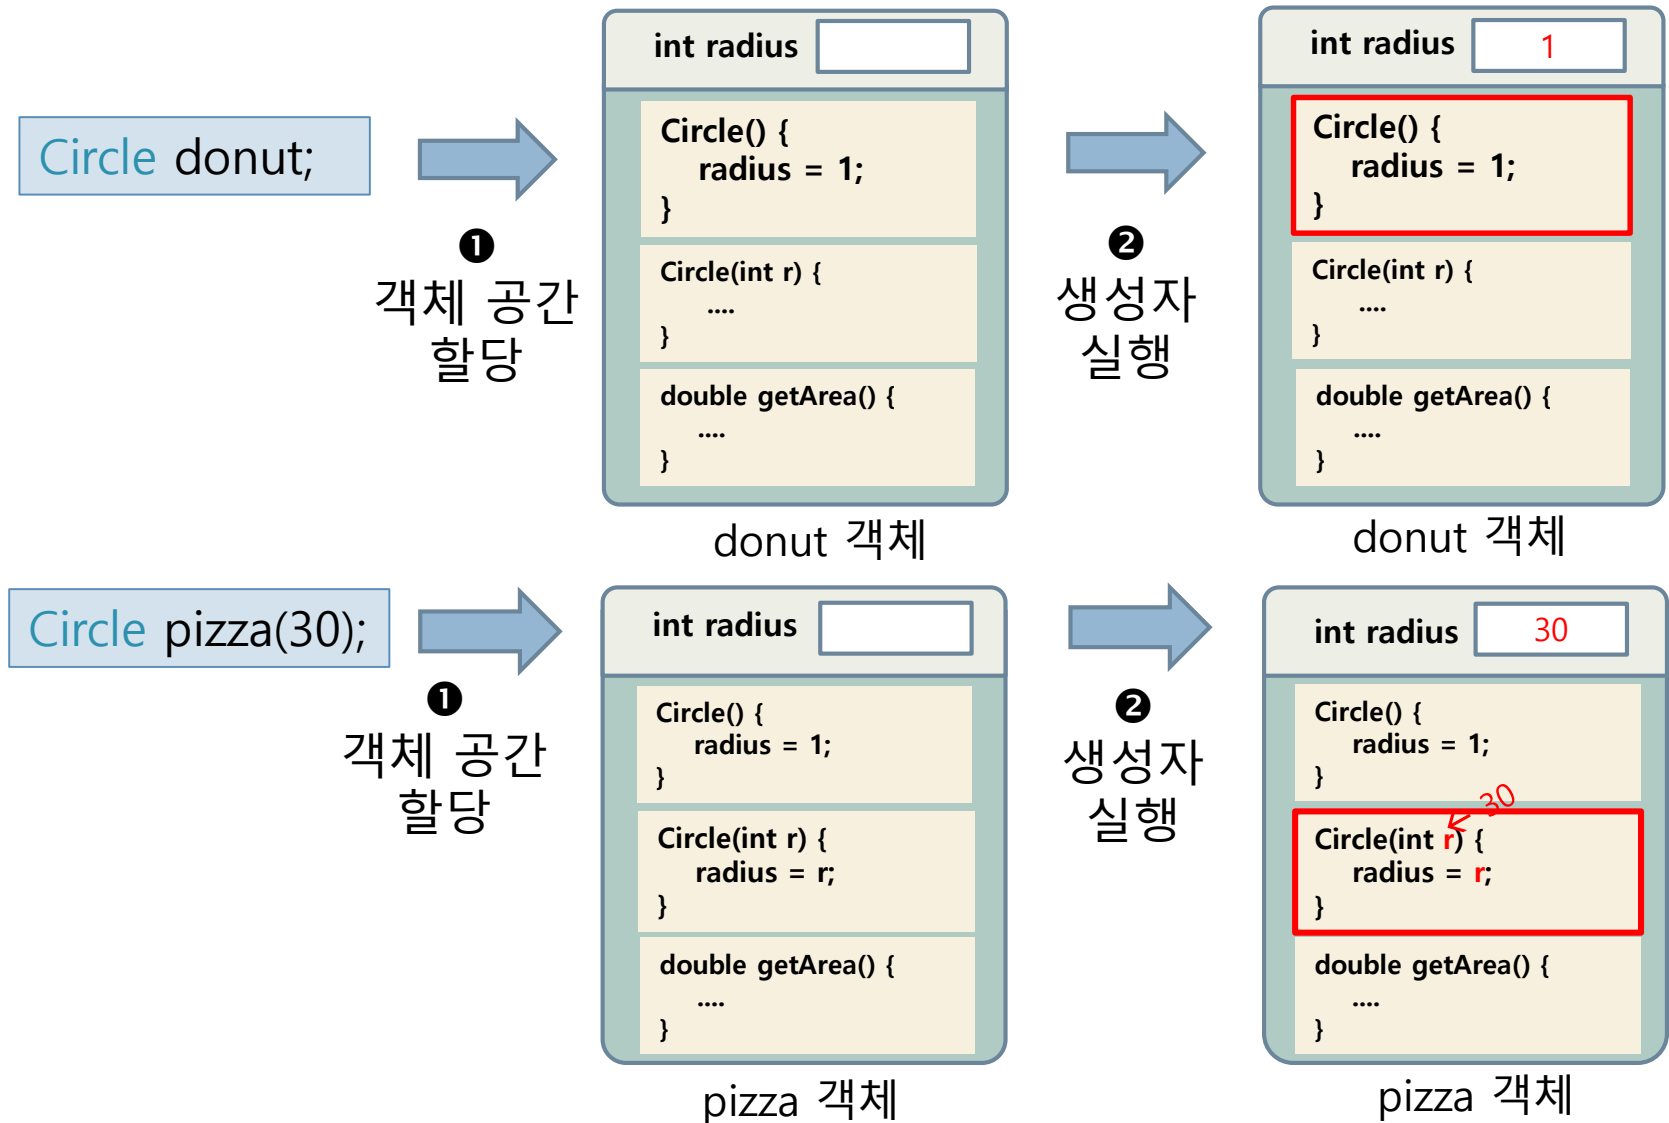 Circle donut;
❶
객체 공간
할당
int radius
Circle() {
radius = 1;
}
Circle(int r) {
....
}
double getArea() {
....
}
donut 객체
❷
생성자
실행
int radius 1
Circle() {
radius = 1;
}
Circle(int r) {
....
}
double getArea() {
....
}
donut 객체
Circle pizza(30);
❶
객체 공간
할당
int radius
Circle() {
radius = 1;
}
Circle(int r) {
radius = r;
}
double getArea() {
....
}
pizza 객체
❷
생성자
실행
int radius 30
Circle() {
radius = 1;
}
30
Circle(int r) {
radius = r;
}
double getArea() {
....
}
pizza 객체